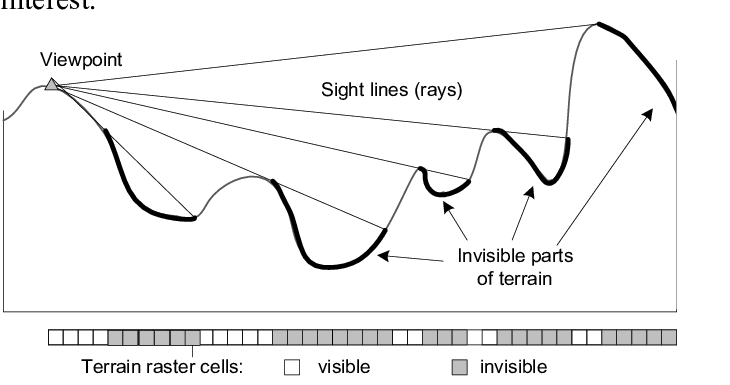 interest.
Viewpoint
Sight lines (rays)
Invisible parts
of terrain
Terrain raster cells: visible invisible